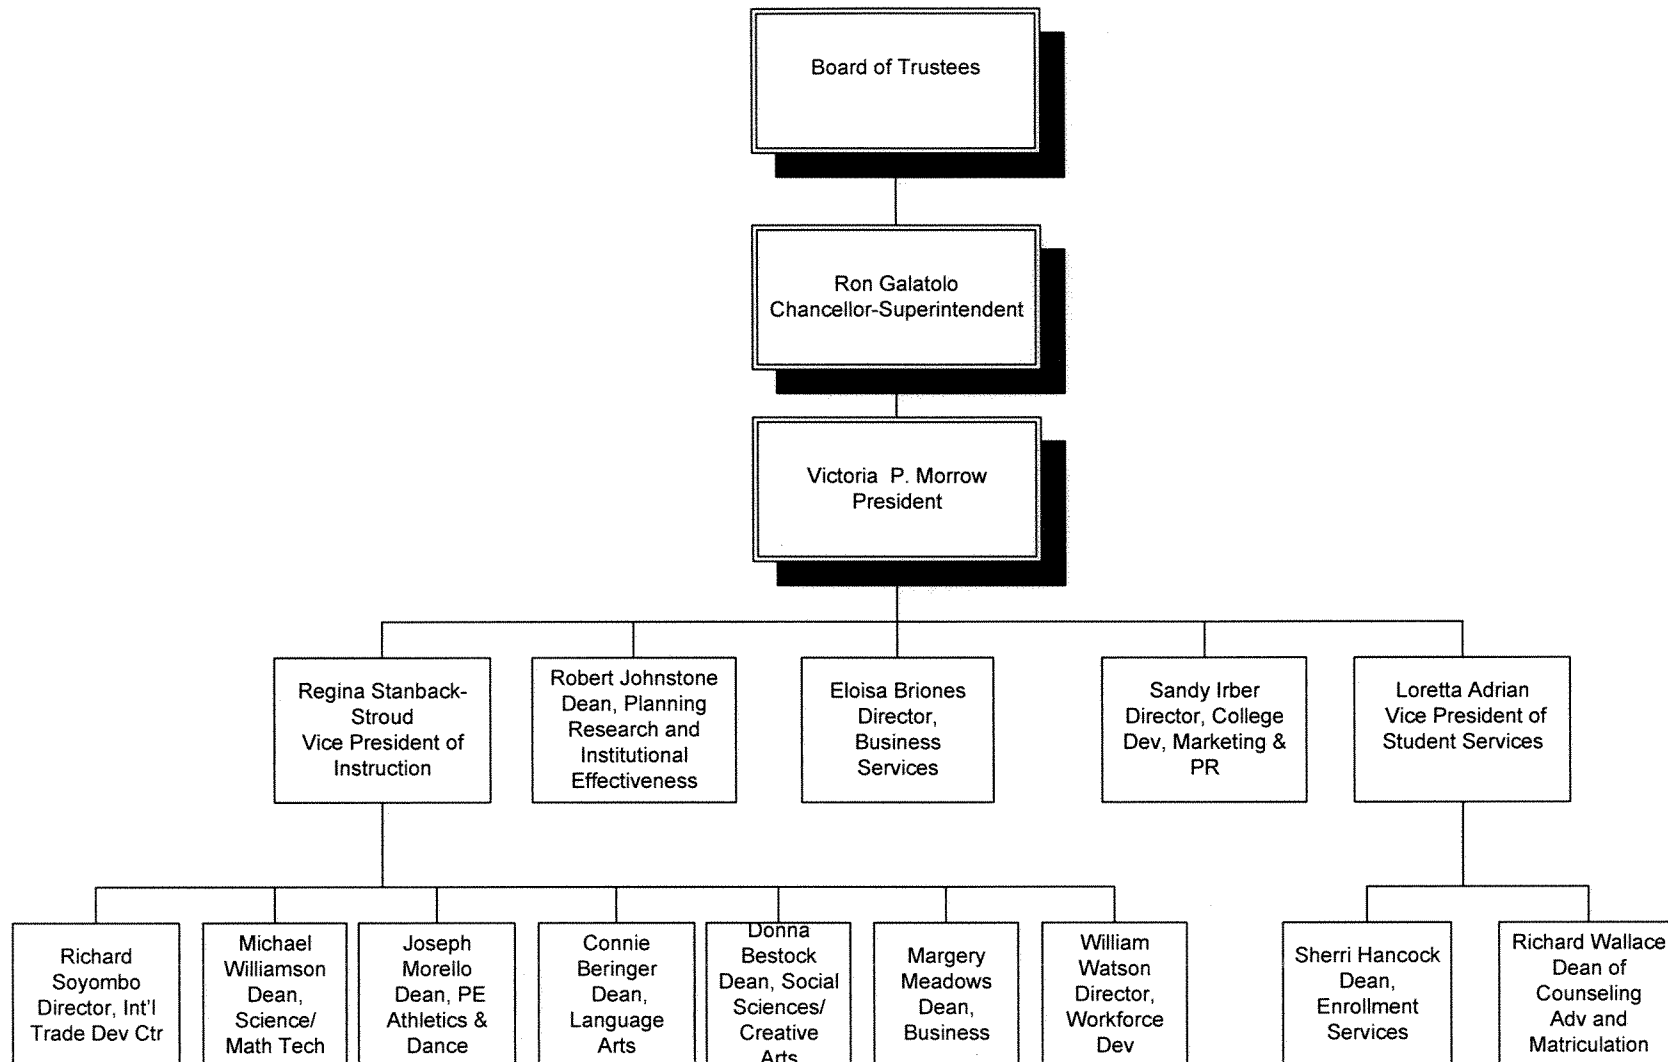 Board of Trustees
Ron Galatolo
Chancellor-Superintendent
Victoria P. Morrow
President
Regina Stanback-
Stroud
Vice President of
Instruction
Robert Johnstone
Dean, Planning
Research and
Institutional
Effectiveness
Eloisa Briones
Director,
Business
Services
Sandy Irber
Director, College
Dev, Marketing &
PR
Loretta Adrian
Vice President of
Student Services
Richard
Soyombo
Director, Int'l
Trade Dev Ctr
Michael
Williamson
Dean,
Science/
Math Tech
Joseph
Morello
Dean, PE
Athletics &
Dance
Connie
Beringer
Dean,
Language
Arts
Donna
Bestock
Dean, Social
Sciences/
Creative
Arts
Margery
Meadows
Dean,
Business
William
Watson
Director,
Workforce
Dev
Sherri Hancock
Dean,
Enrollment
Services
Richard Wallace
Dean of
Counseling
Adv and
Matriculation